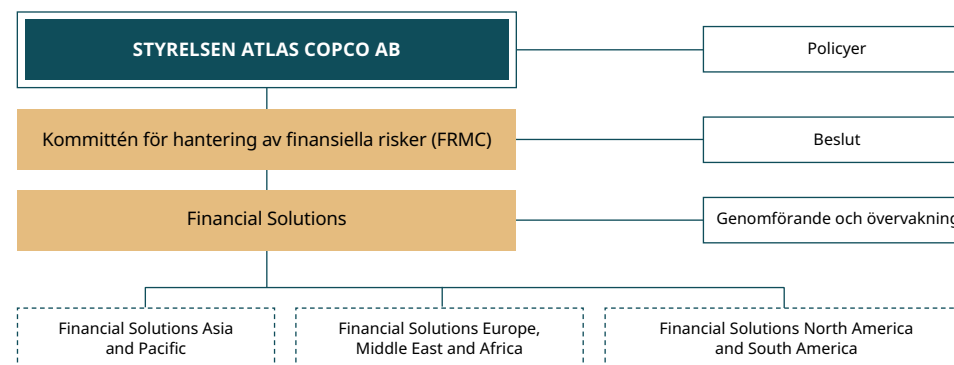 STYRELSEN ATLAS COPCO AB
Policyer
Kommittén för hantering av finansiella risker (FRMC)
Beslut
Financial Solutions
Genomförande och övervakning
Financial Solutions Asia
and Pacific
Financial Solutions Europe,
Middle East and Africa
Financial Solutions North America
and South America